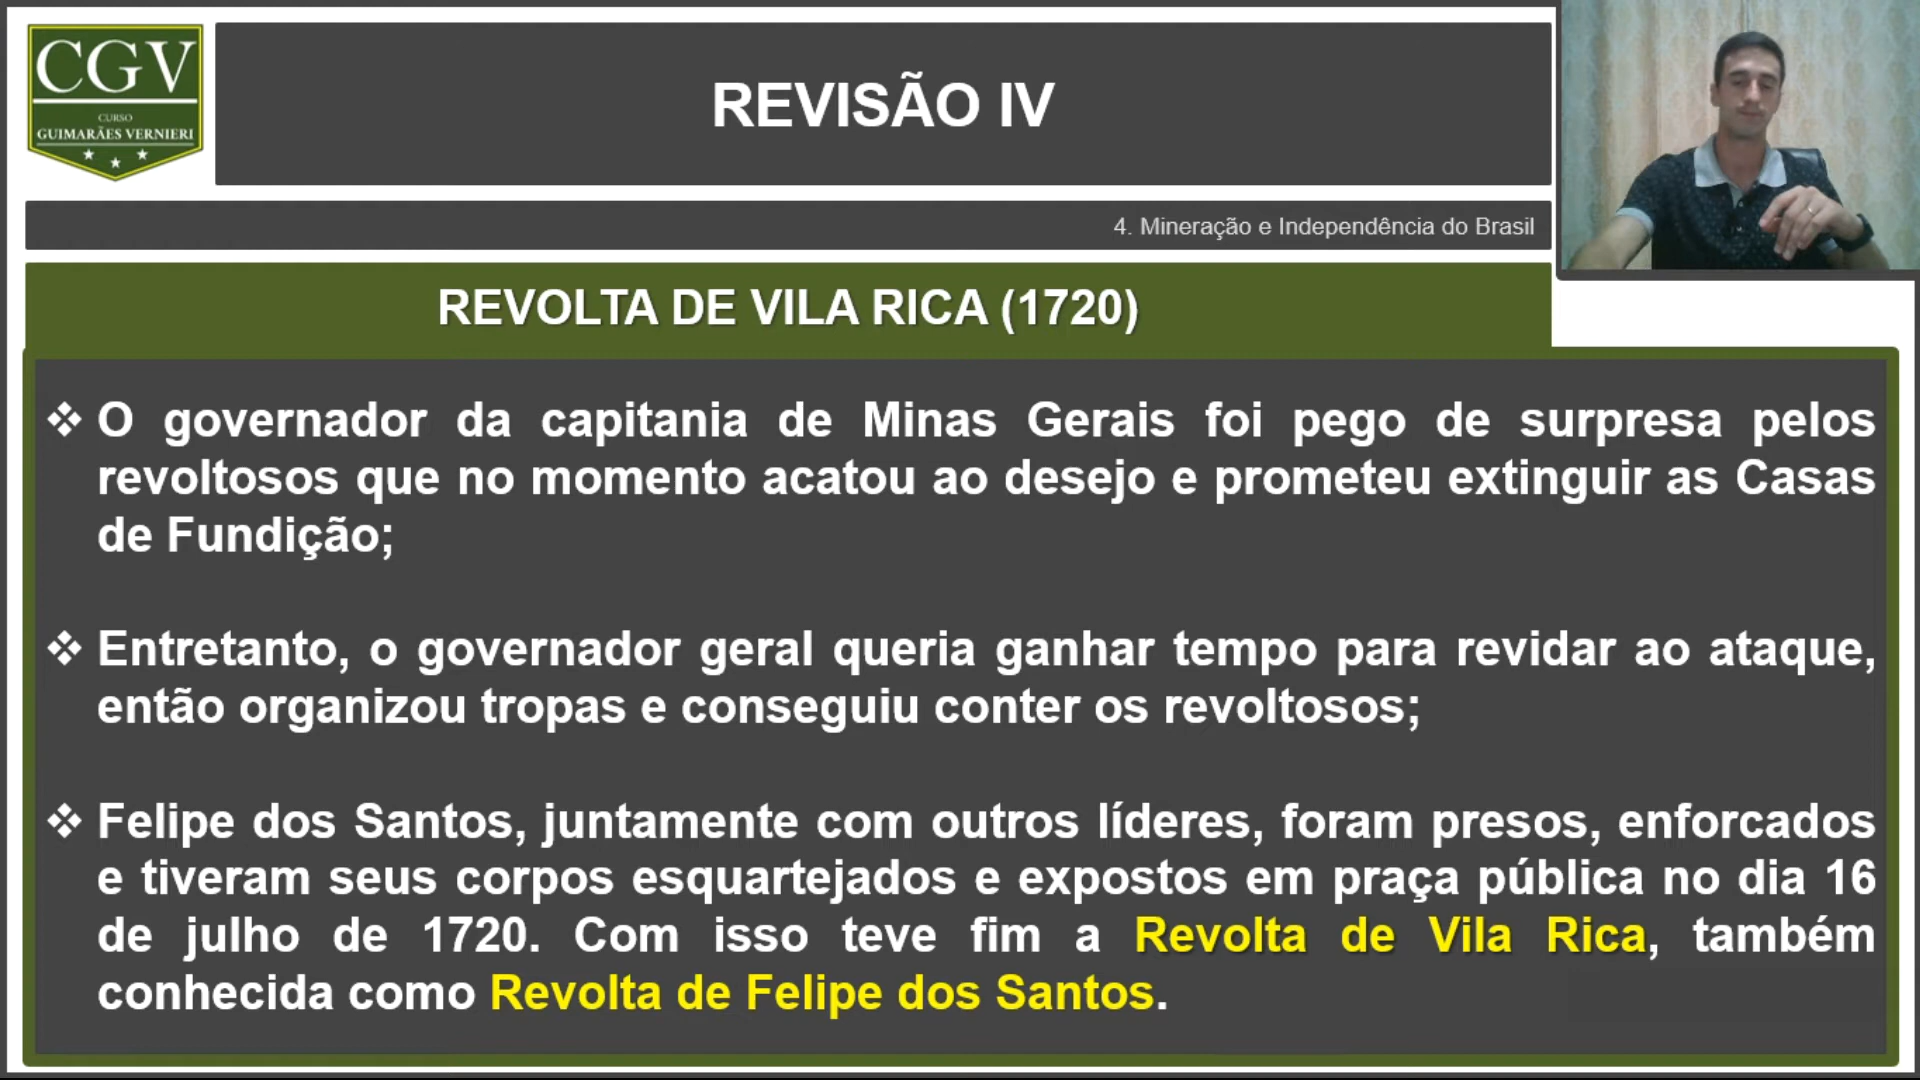 CGV
CURSO
GUIMARÃES VERNIERI
REVISÃO IV
4. Mineração e Independência do Brasil
REVOLTA DE VILA RICA (1720)
❖ O governador da capitania de Minas Gerais foi pego de surpresa pelos
revoltosos que no momento acatou ao desejo e prometeu extinguir as Casas
de Fundição;
❖ Entretanto, o governador geral queria ganhar tempo para revidar ao ataque,
então organizou tropas e conseguiu conter os revoltosos;
❖ Felipe dos Santos, juntamente com outros líderes, foram presos, enforcados
e tiveram seus corpos esquartejados e expostos em praça pública no dia 16
de julho de 1720. Com isso teve fim a Revolta de Vila Rica, também
conhecida como Revolta de Felipe dos Santos.